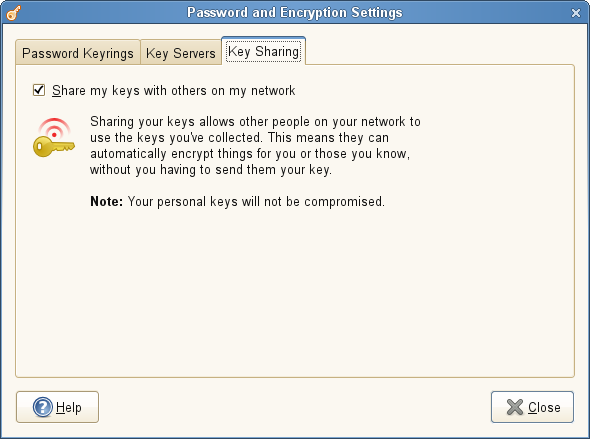 Password and Encryption Settings
Password Keyrings
Key Servers
Key Sharing
Share my keys with others on my network
Sharing your keys allows other people on your network to
use the keys you've collected. This means they can
automatically encrypt things for you or those you know,
without you having to send them your key.
Note: Your personal keys will not be compromised.
Help
Close